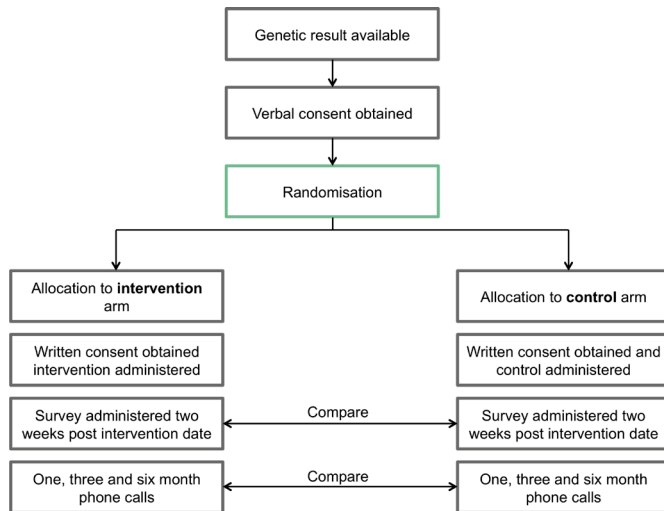 Genetic result available
Verbal consent obtained
Randomisation
Allocation to intervention
arm
Allocation to control arm
Written consent obtained
intervention administered
Written consent obtained and
control administered
Survey administered two
weeks post intervention date
Compare
Survey administered two
weeks post intervention date
One, three and six month
phone calls
Compare
One, three and six month
phone calls